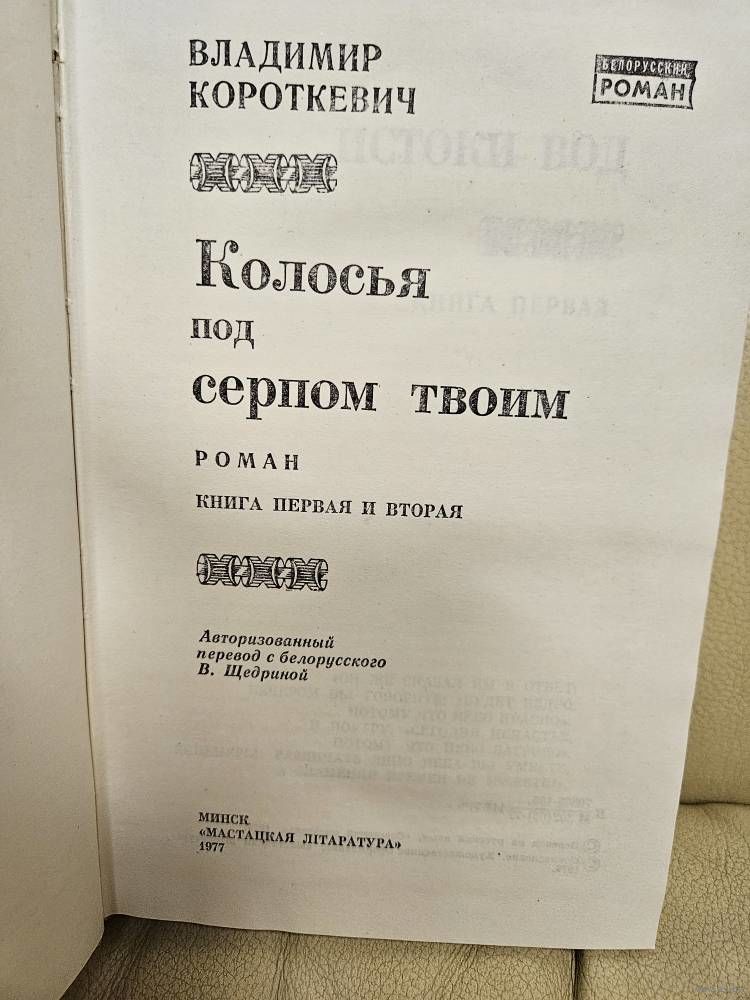 ВЛАДИМИР
КОРОТКЕВИЧ
БЕЛОРУССКИЙ
РОМАН
Колосья
под
серпом твоим
РОМАН
КНИГА ПЕРВАЯ И ВТОРАЯ
Авторизованный
перевод с белорусского
В. Щедриной
МИНСК
«МАСТАЦКАЯ ЛІТАРАТУРА»
1977